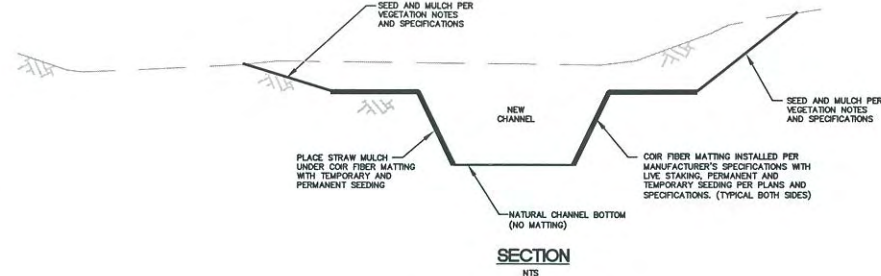 SEED AND MULCH PER
VEGETATION NOTES
AND SPECIFICATIONS
SEED AND MULCH PER
VEGETATION NOTES
AND SPECIFICATIONS
NEW
CHANNEL
PLACE STRAW MULCH
UNDER COIR FIBER MATTING
WITH TEMPORARY AND
PERMANENT SEEDING
COIR FIBER MATTING INSTALLED PER
MANUFACTURER'S SPECIFICATIONS WITH
LIVE STAKING, PERMANENT AND
TEMPORARY SEEDING PER PLANS AND
SPECIFICATIONS. (TYPICAL BOTH SIDES)
NATURAL CHANNEL BOTTOM
(NO MATTING)
SECTION
NTS